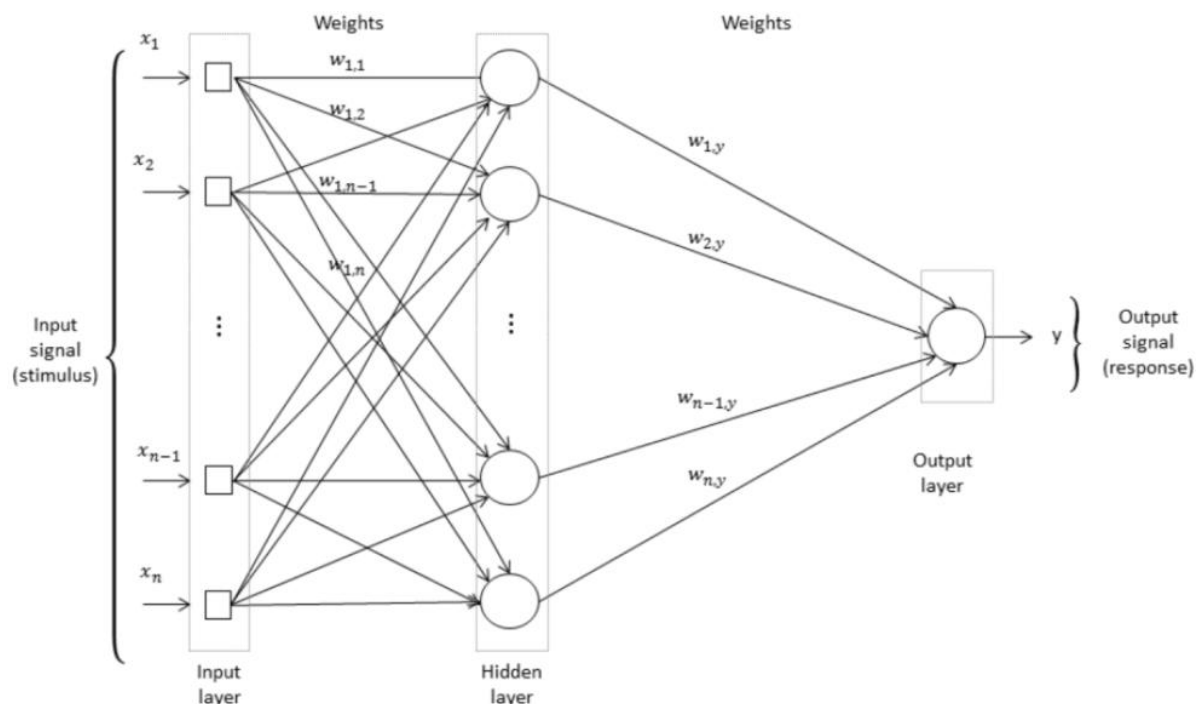 Weights
Weights
x₁
w₁,₁
w₁,₂
x₂
w₁,ₙ₋₁
w₁,ₙ
w₁,ᵧ
w₂,ᵧ
⋮
⋮
Input
signal
(stimulus)
y
Output
signal
(response)
wₙ₋₁,ᵧ
xₙ₋₁
wₙ,ᵧ
Output
layer
xₙ
Input
layer
Hidden
layer